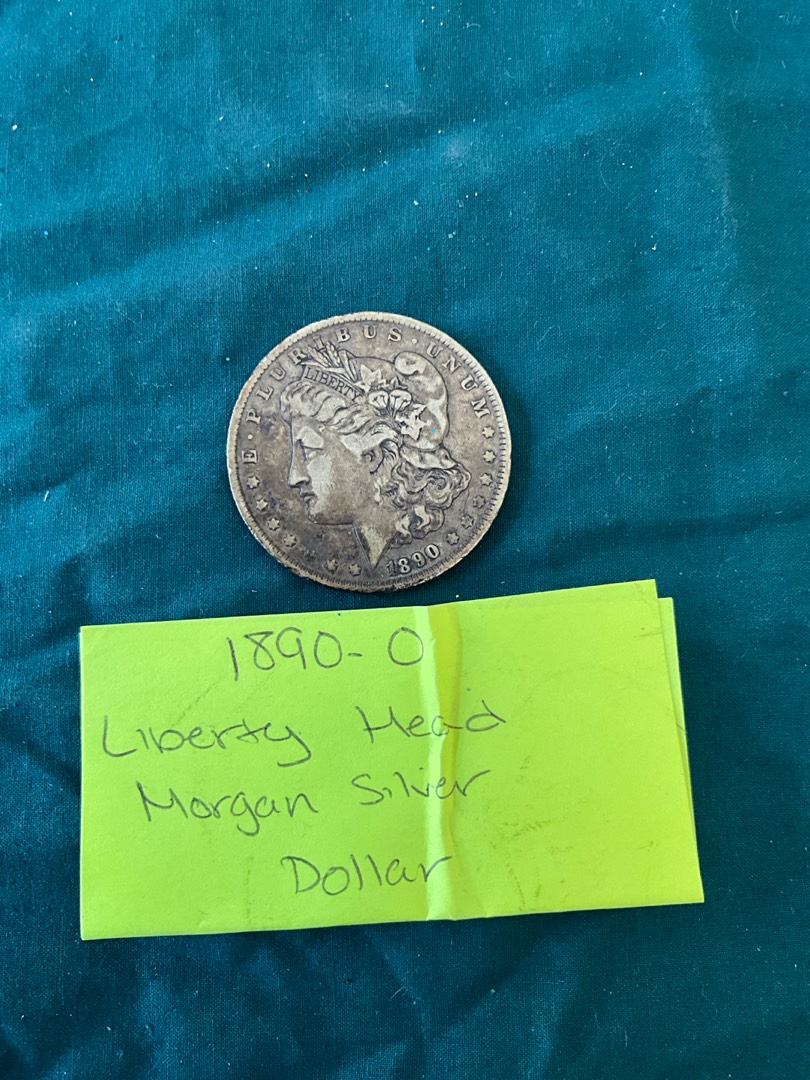 E·PLURIBUS·UNUM
LIBERTY
1890
1890-O
Liberty Head
Morgan Silver
Dollar